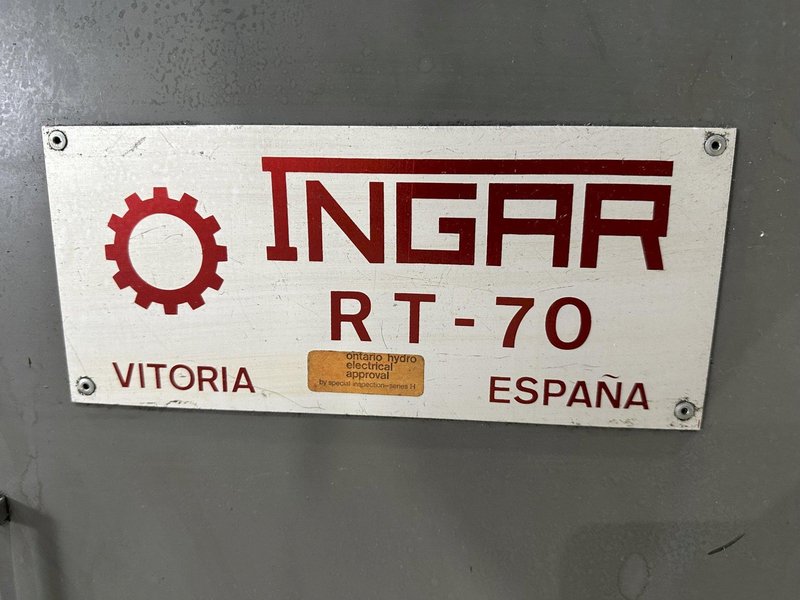 INGAR
RT-70
VITORIA
ontario hydro
electrical
approval
by special inspection-series H
ESPAÑA